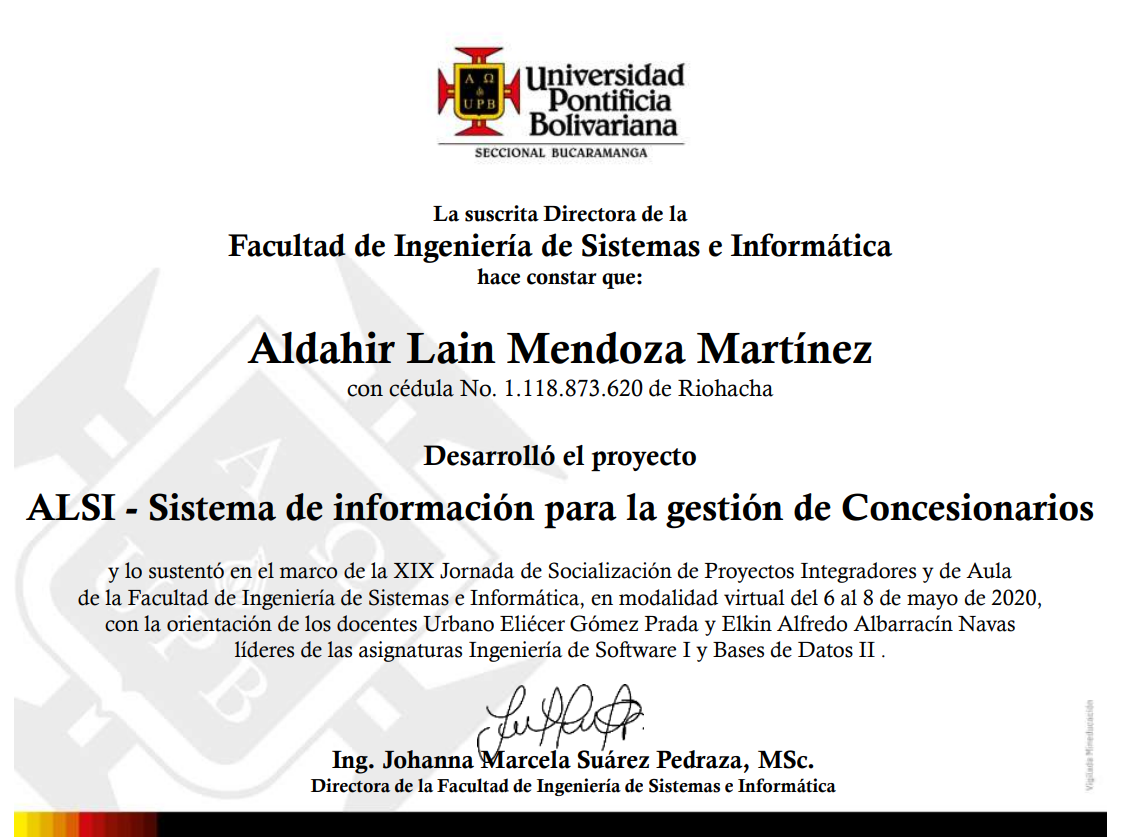 Α Ω
de
UPB
Universidad
Pontificia
Bolivariana
SECCIONAL BUCARAMANGA
La suscrita Directora de la
Facultad de Ingeniería de Sistemas e Informática
hace constar que:
Aldahir Lain Mendoza Martínez
con cédula No. 1.118.873.620 de Riohacha
Desarrolló el proyecto
ALSI - Sistema de información para la gestión de Concesionarios
y lo sustentó en el marco de la XIX Jornada de Socialización de Proyectos Integradores y de Aula
de la Facultad de Ingeniería de Sistemas e Informática, en modalidad virtual del 6 al 8 de mayo de 2020,
con la orientación de los docentes Urbano Eliécer Gómez Prada y Elkin Alfredo Albarracín Navas
líderes de las asignaturas Ingeniería de Software I y Bases de Datos II .
Ing. Johanna Marcela Suárez Pedraza, MSc.
Directora de la Facultad de Ingeniería de Sistemas e Informática
Vigilada Mineducación